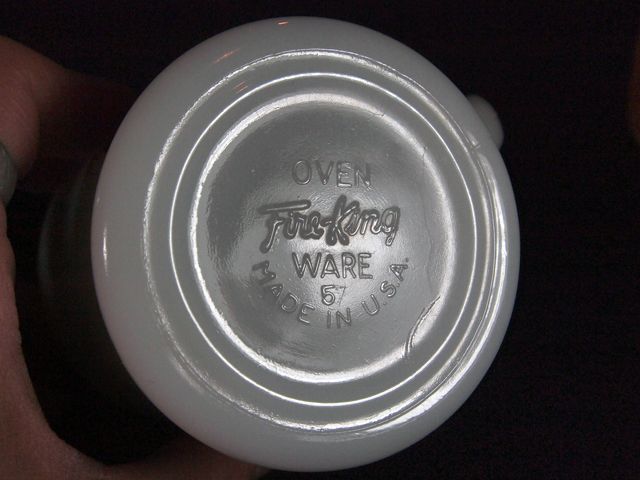 OVEN
Fire-King
WARE
57
MADE IN U.S.A.